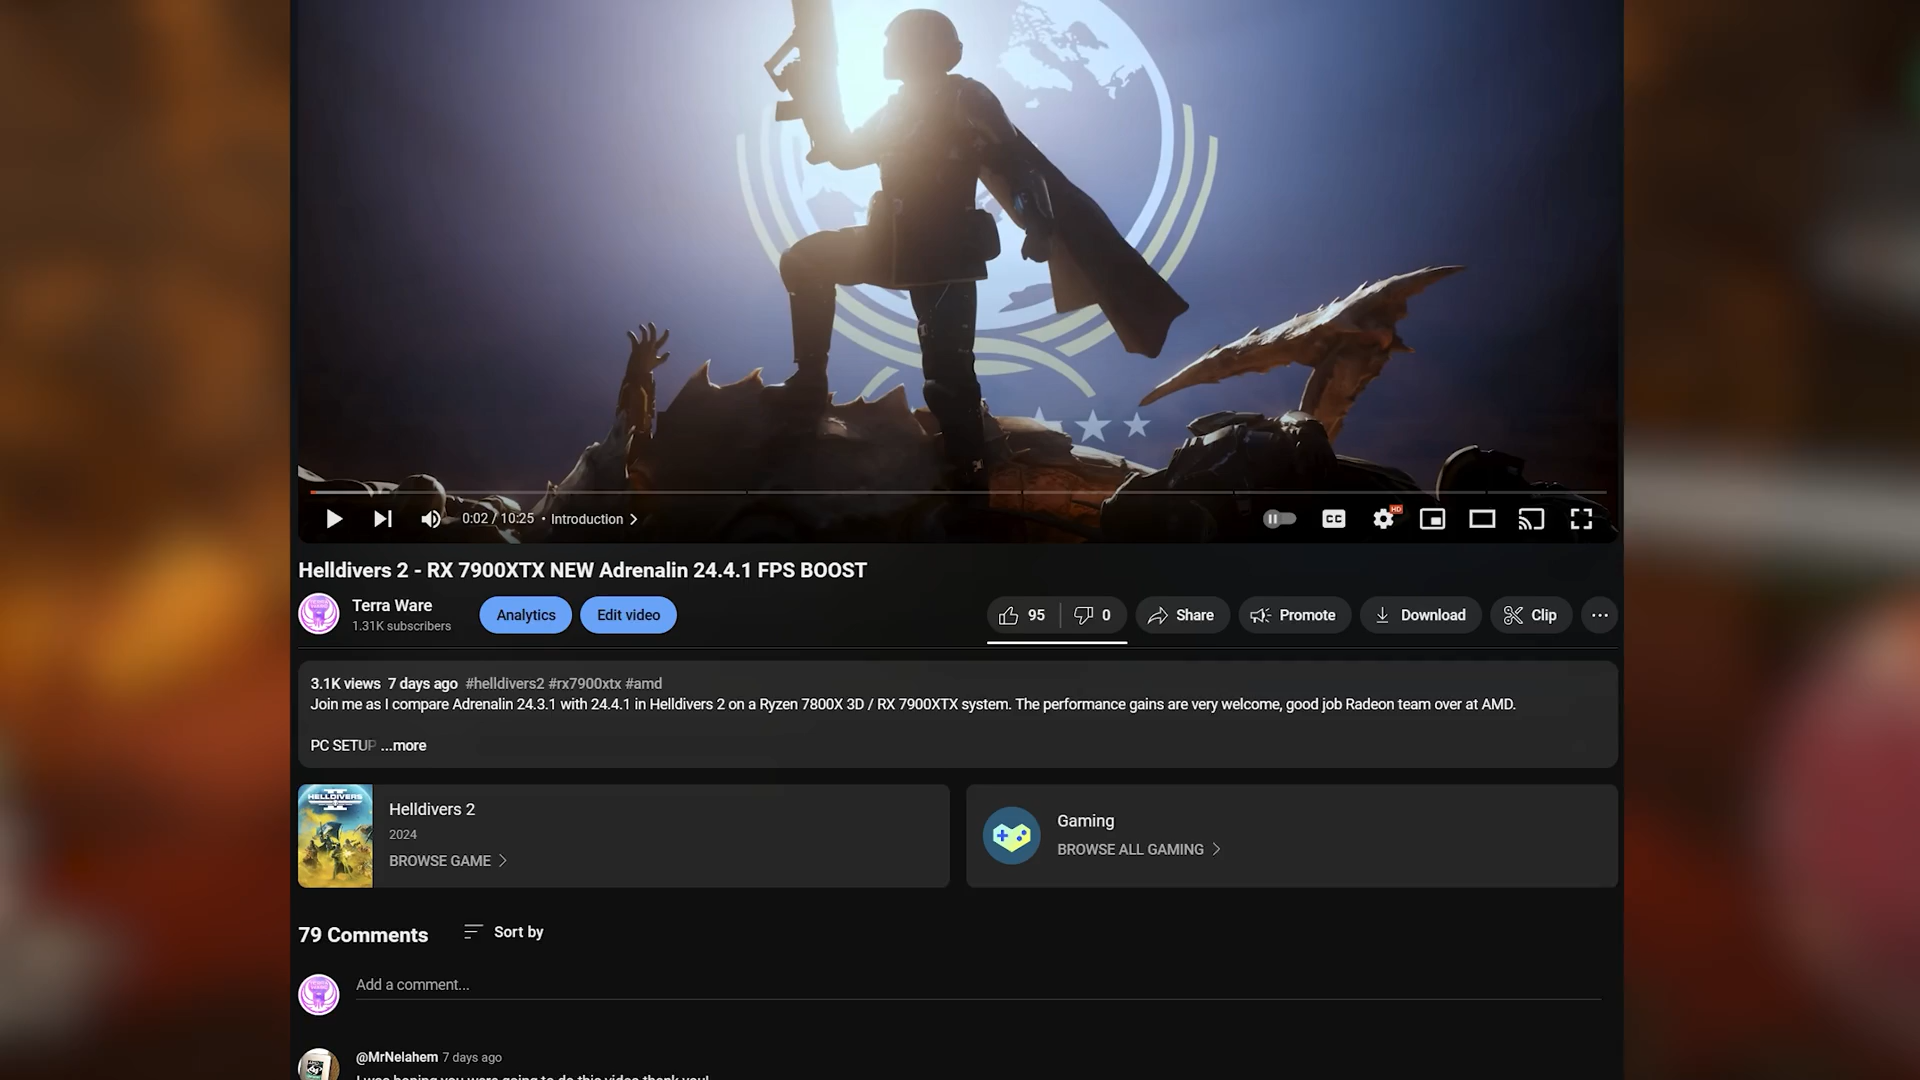 0:02 / 10:25 • Introduction
CC
HD
Helldivers 2 - RX 7900XTX NEW Adrenalin 24.4.1 FPS BOOST
Terra Ware
1.31K subscribers
Analytics
Edit video
95
0
Share
Promote
Download
Clip
3.1K views 7 days ago #helldivers2 #rx7900xtx #amd
Join me as I compare Adrenalin 24.3.1 with 24.4.1 in Helldivers 2 on a Ryzen 7800X 3D / RX 7900XTX system. The performance gains are very welcome, good job Radeon team over at AMD.
PC SETUP ...more
HELLDIVERS
Helldivers 2
2024
BROWSE GAME
Gaming
BROWSE ALL GAMING
79 Comments
Sort by
Add a comment...
@MrNelahem 7 days ago
I was hoping you were going to do this video thank you!